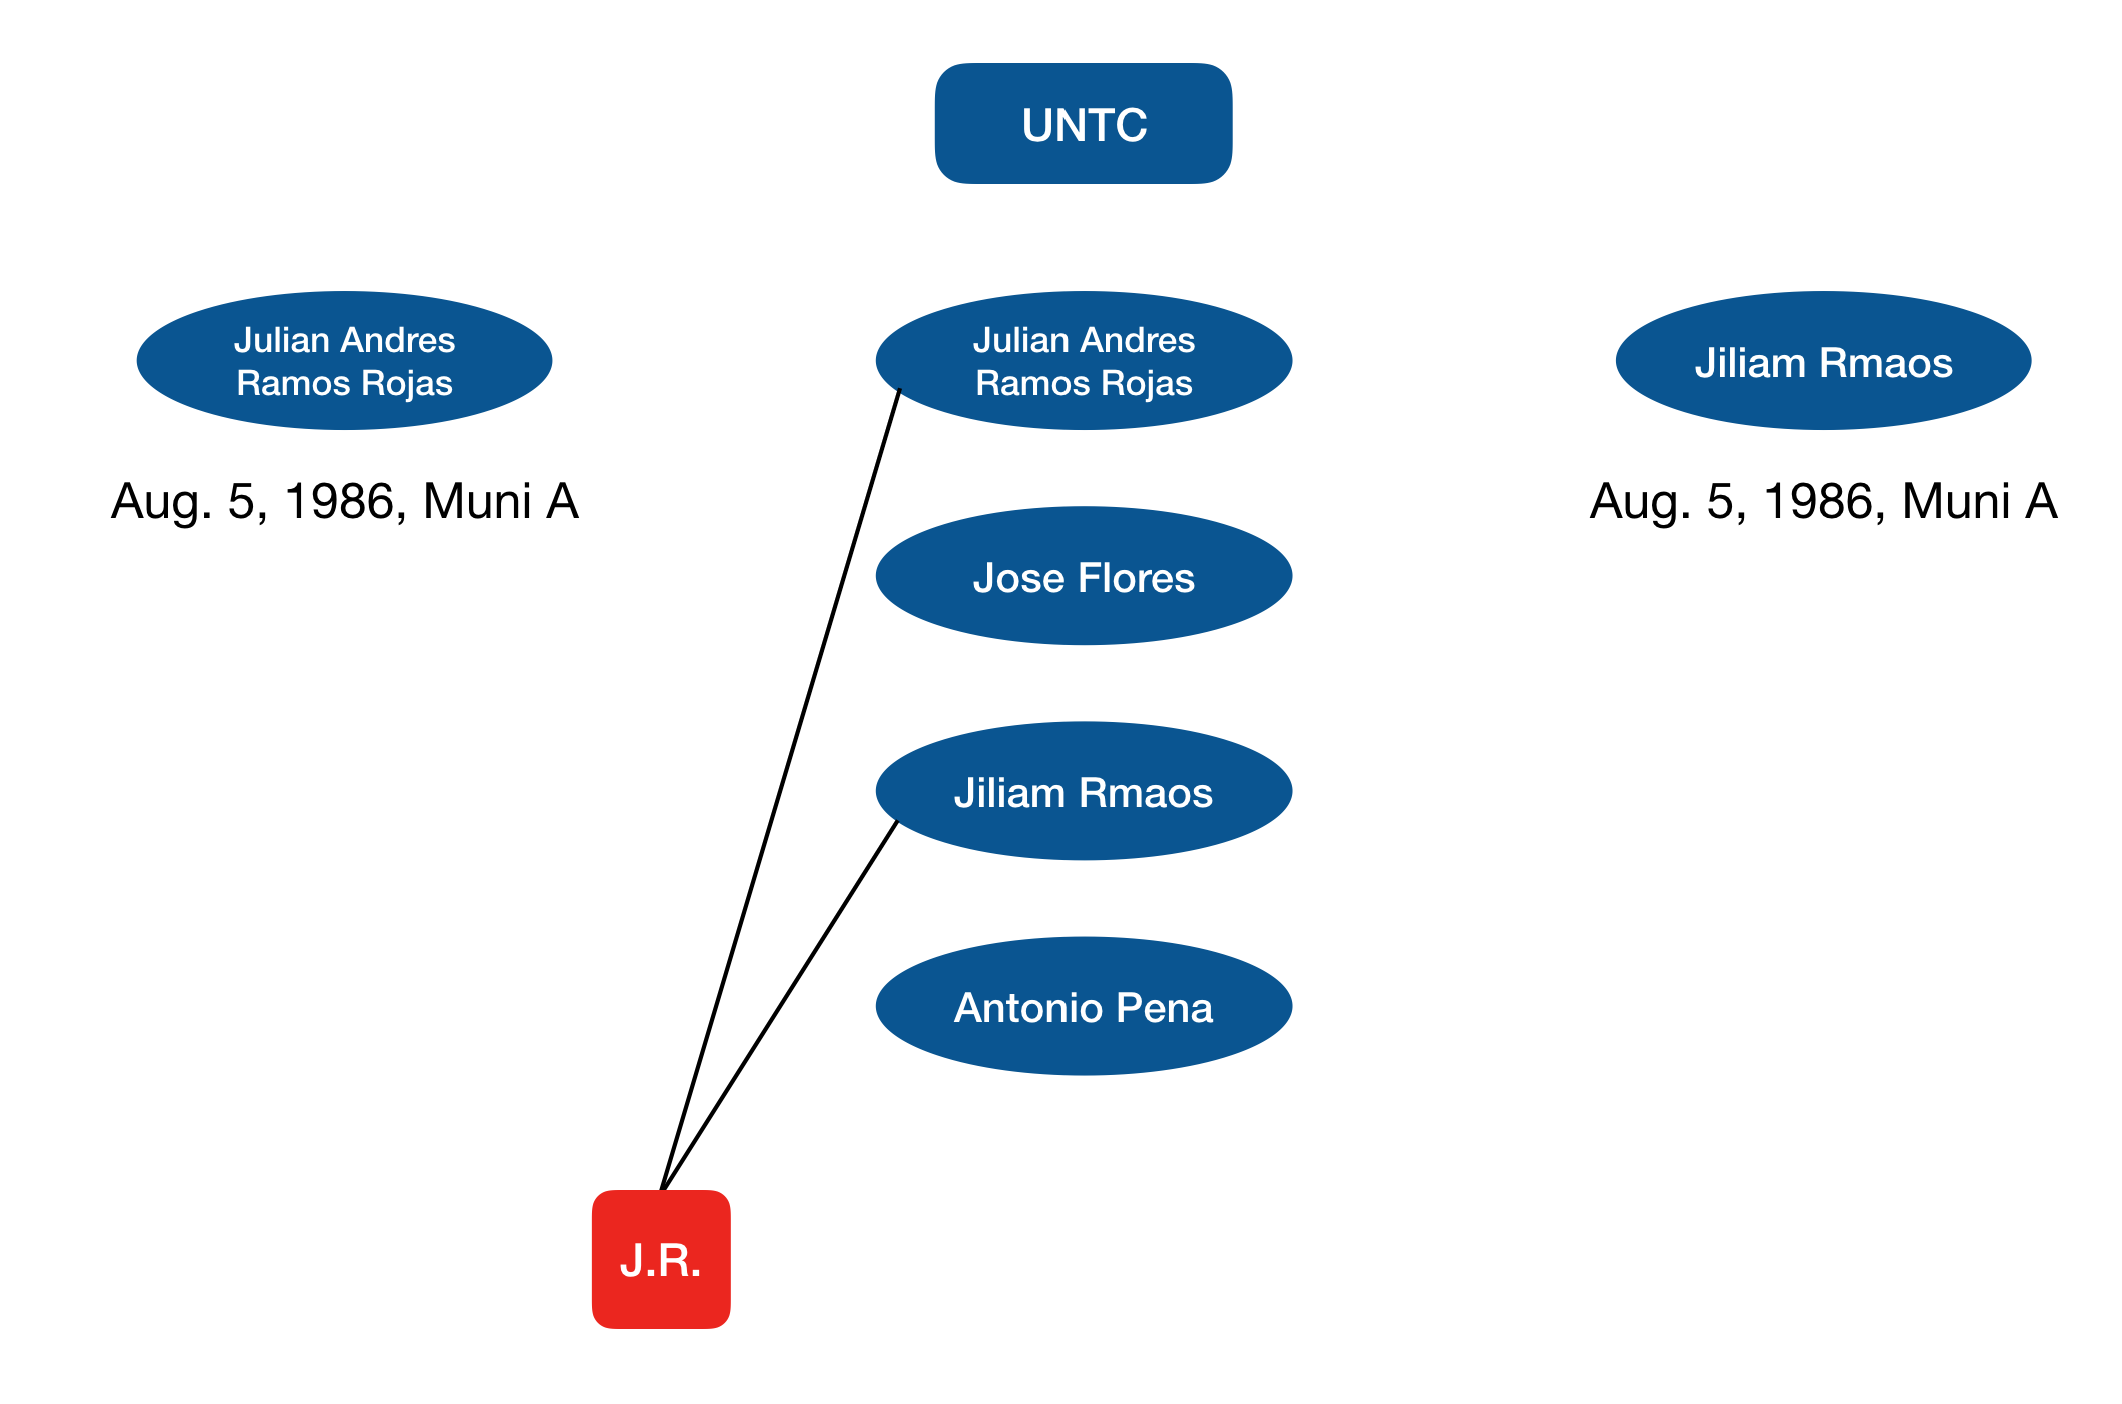 UNTC
Julian Andres
Ramos Rojas
Julian Andres
Ramos Rojas
Jiliam Rmaos
Aug. 5, 1986, Muni A
Aug. 5, 1986, Muni A
Jose Flores
Jiliam Rmaos
Antonio Pena
J.R.